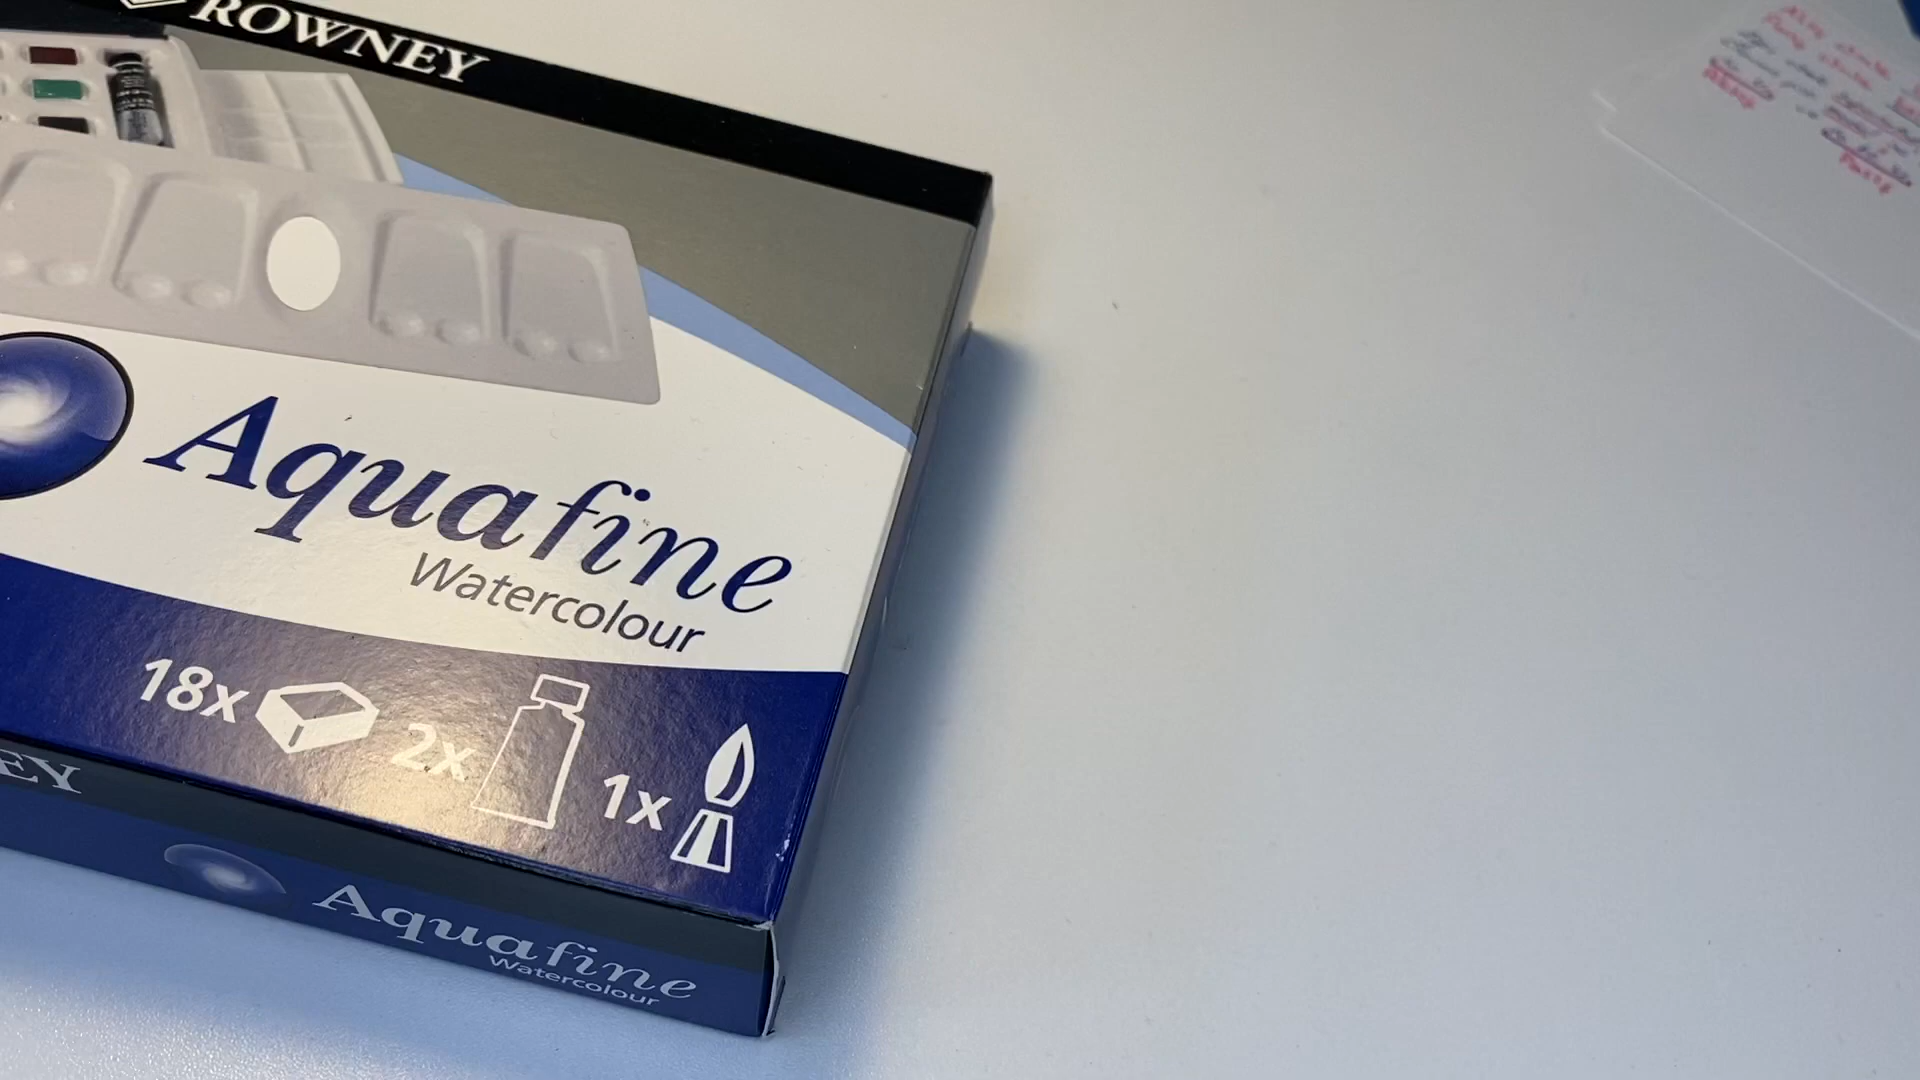 ROWNEY
Aquafine
Watercolour
18x 2x 1x
EY
Aquafine
Watercolour